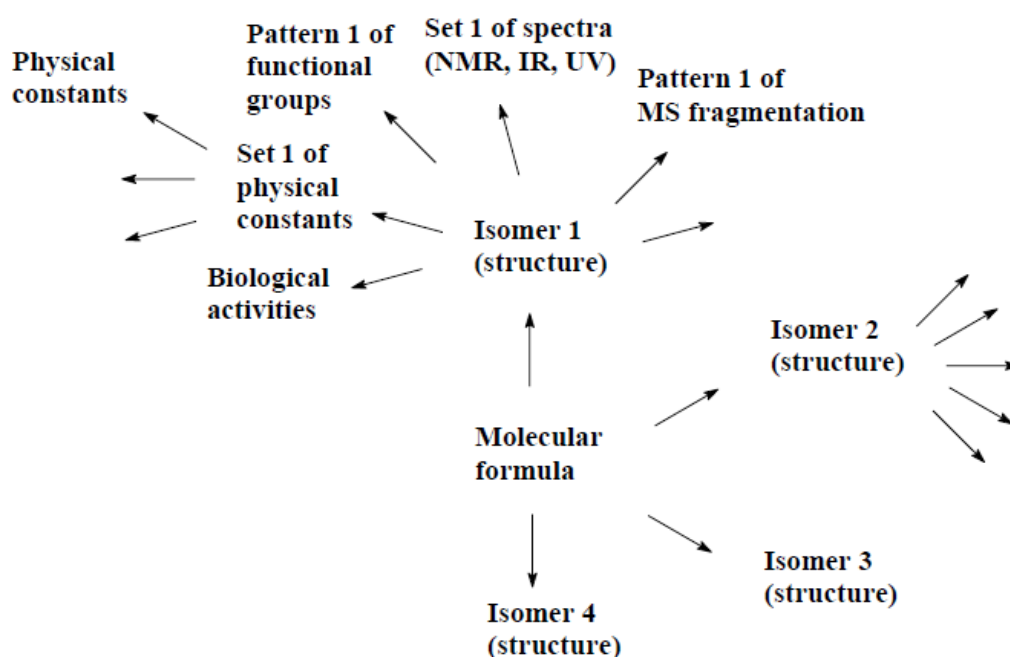 Physical
constants
Pattern 1 of
functional
groups
Set 1 of spectra
(NMR, IR, UV)
Pattern 1 of
MS fragmentation
Set 1 of
physical
constants
Isomer 1
(structure)
Biological
activities
Isomer 2
(structure)
Molecular
formula
Isomer 3
(structure)
Isomer 4
(structure)